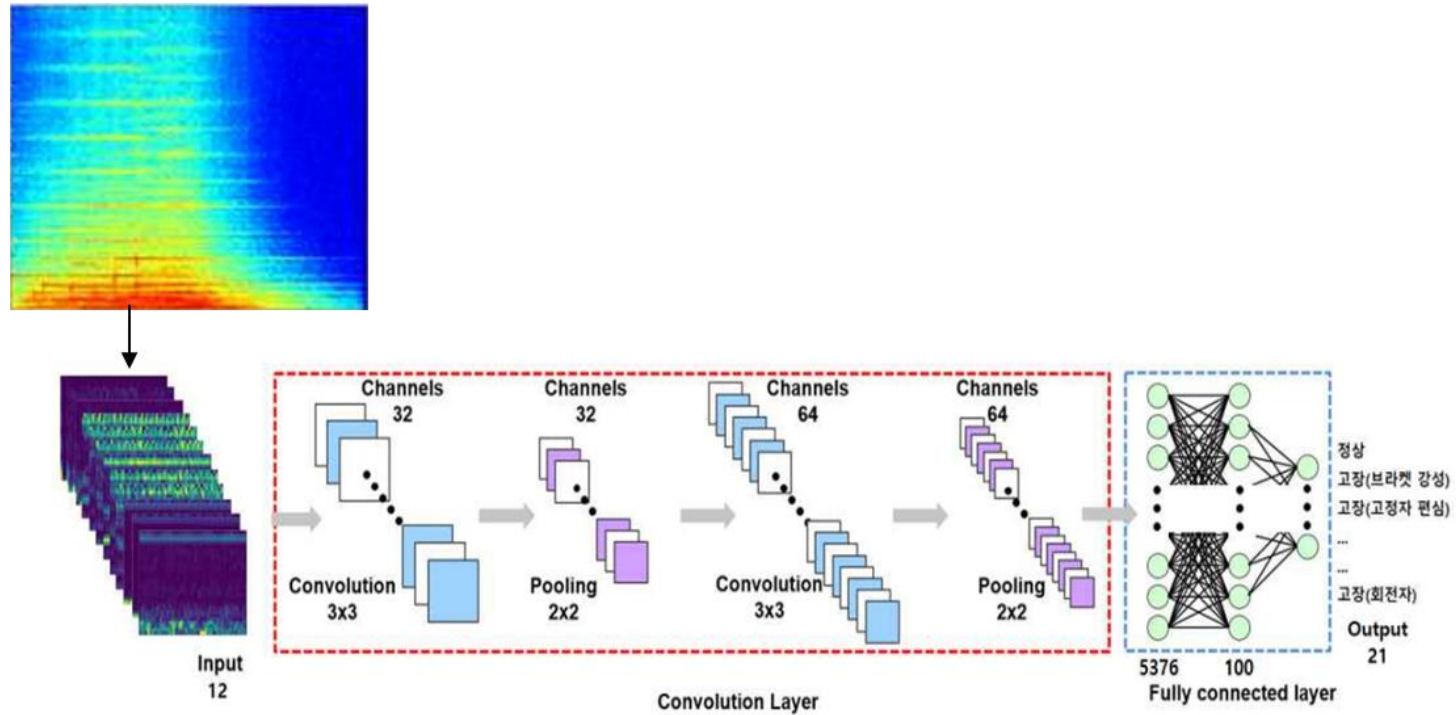 Channels
32
Channels
32
Channels
64
Channels
64
Convolution
3x3
Pooling
2x2
Convolution
3x3
Pooling
2x2
Input
12
Convolution Layer
정상
고장(브라켓 강성)
고장(고정자 편심)
...
...
고장(회전자)
Output
21
5376
100
Fully connected layer